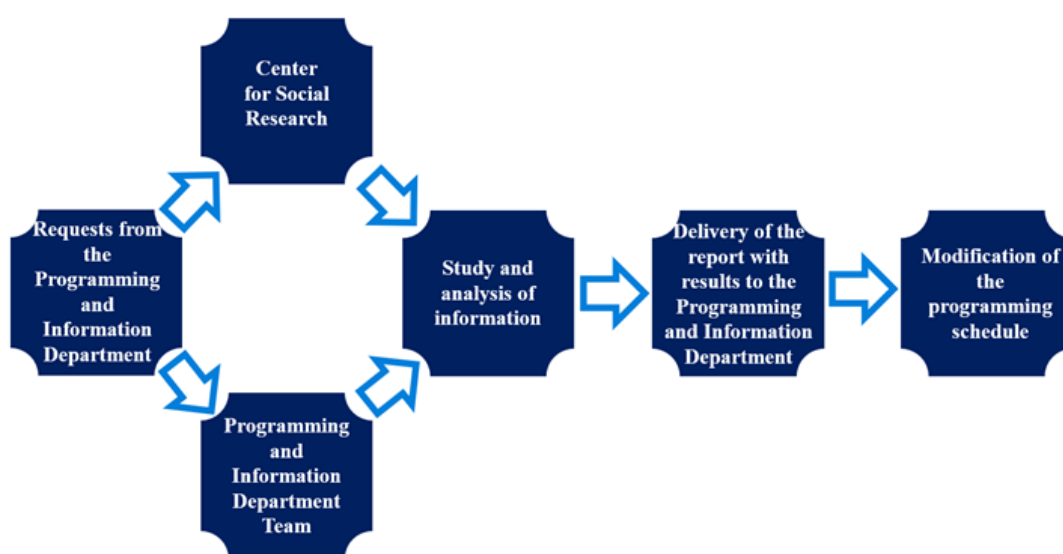 Center
for Social
Research
Requests from
the
Programming
and
Information
Department
Study and
analysis of
information
Delivery of the
report with
results to the
Programming
and Information
Department
Modification of
the
programming
schedule
Programming
and
Information
Department
Team